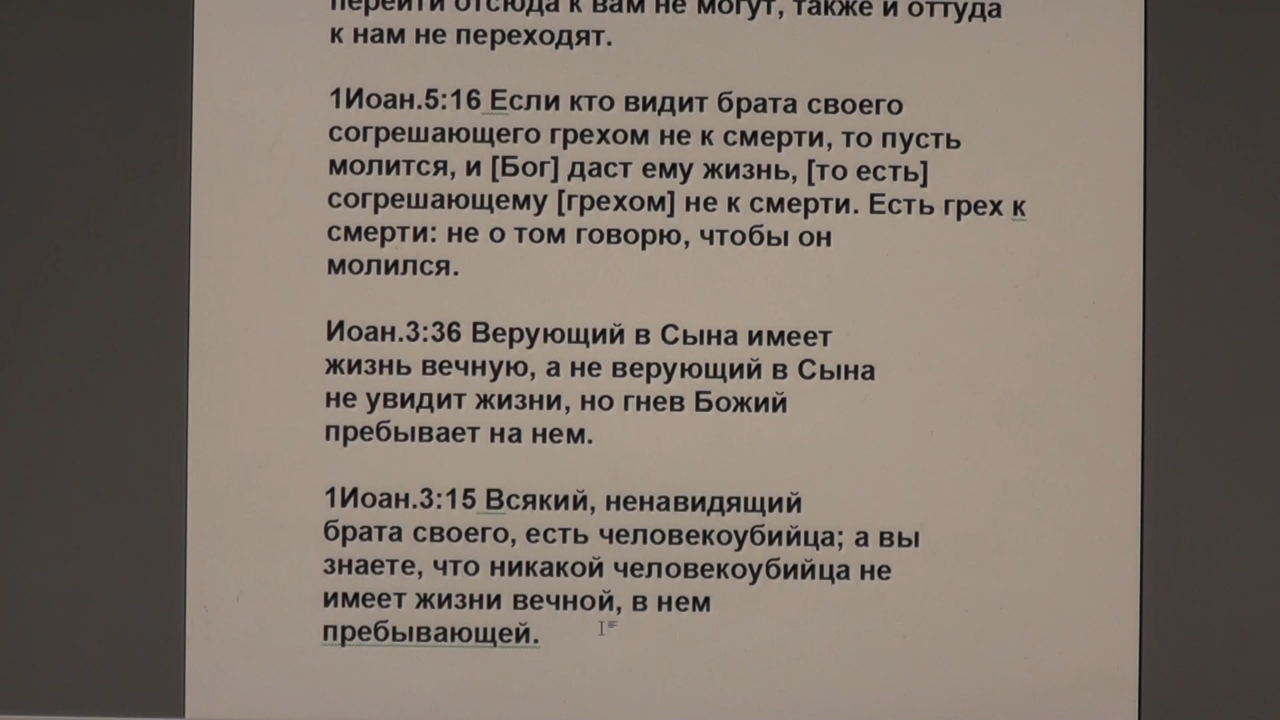 перейти отсюда к вам не могут, также и оттуда
к нам не переходят.
1Иоан.5:16 Если кто видит брата своего
согрешающего грехом не к смерти, то пусть
молится, и [Бог] даст ему жизнь, [то есть]
согрешающему [грехом] не к смерти. Есть грех к
смерти: не о том говорю, чтобы он
молился.
Иоан.3:36 Верующий в Сына имеет
жизнь вечную, а не верующий в Сына
не увидит жизни, но гнев Божий
пребывает на нем.
1Иоан.3:15 Всякий, ненавидящий
брата своего, есть человекоубийца; а вы
знаете, что никакой человекоубийца не
имеет жизни вечной, в нем
пребывающей.